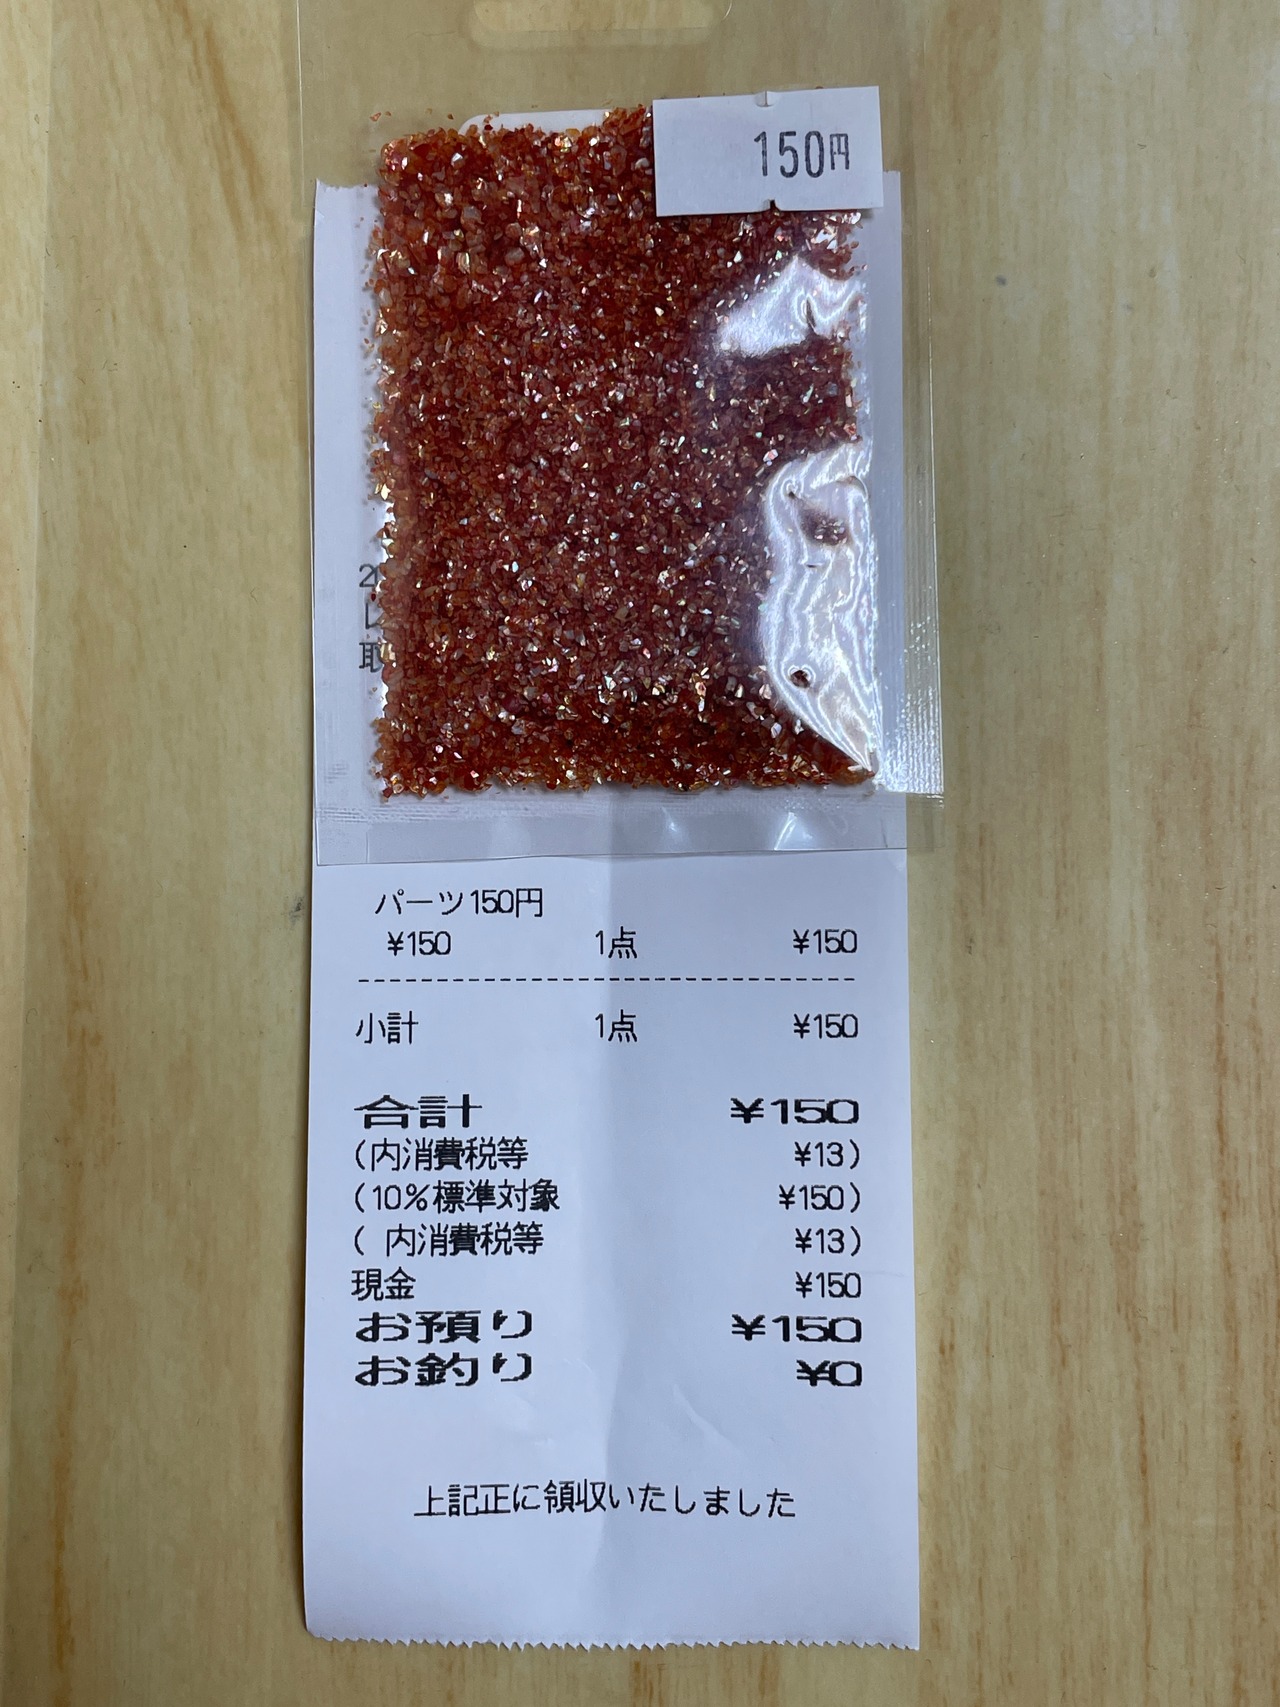 150円
取
パーツ150円
¥150 1点 ¥150
小計 1点 ¥150
合計 ¥150
(内消費税等 ¥13)
(10%標準対象 ¥150)
( 内消費税等 ¥13)
現金 ¥150
お預り ¥150
お釣り ¥0
上記正に領収いたしました